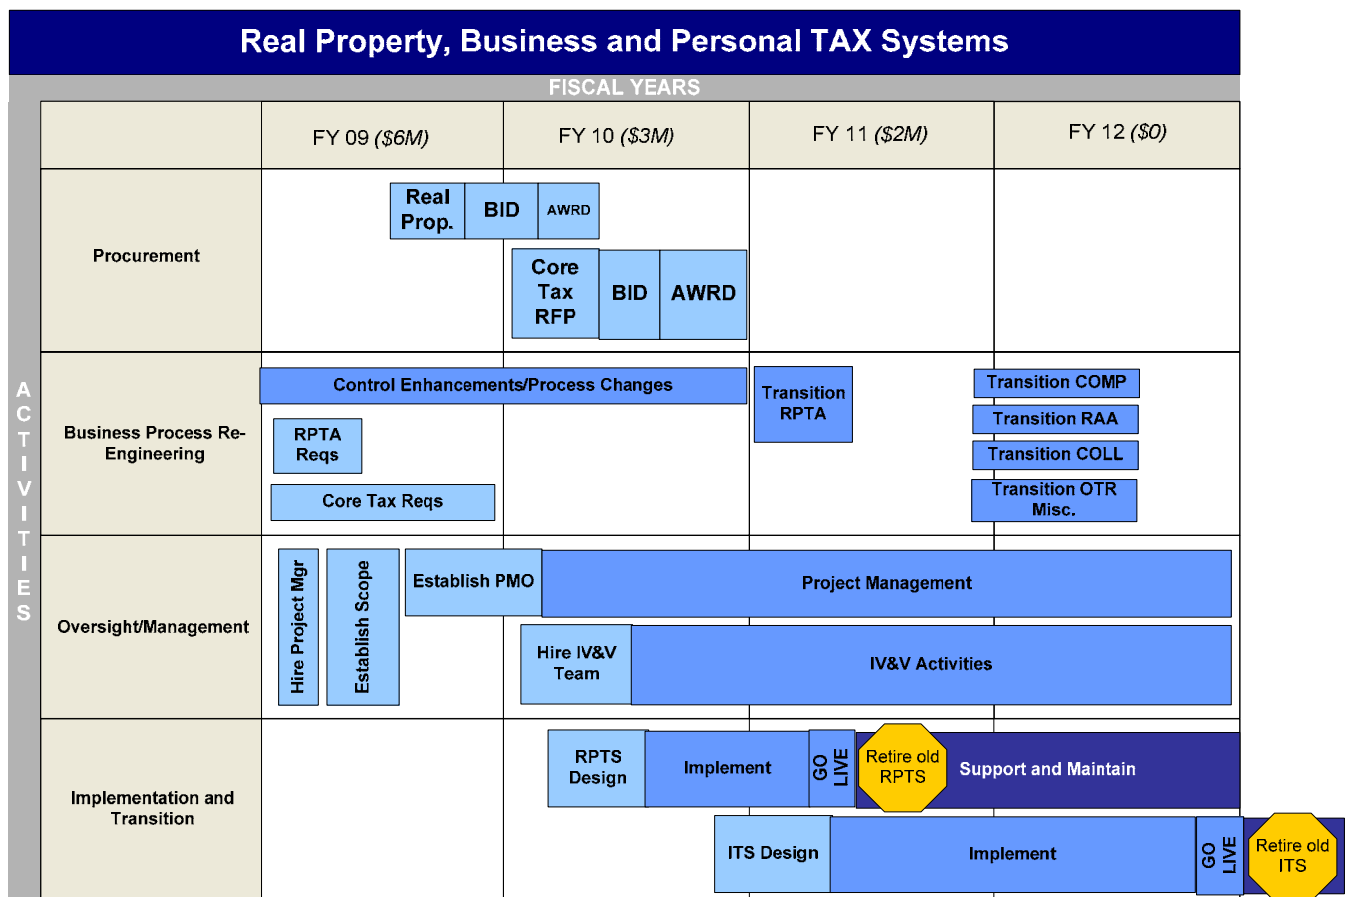 Real Property, Business and Personal TAX Systems
FISCAL YEARS
FY 09 ($6M)
FY 10 ($3M)
FY 11 ($2M)
FY 12 ($0)
ACTIVITIES
Procurement
Real
Prop.
BID
AWRD
Core
Tax
RFP
BID
AWRD
Business Process Re-
Engineering
Control Enhancements/Process Changes
RPTA
Reqs
Core Tax Reqs
Transition
RPTA
Transition COMP
Transition RAA
Transition COLL
Transition OTR
Misc.
Oversight/Management
Hire Project Mgr
Establish Scope
Establish PMO
Project Management
Hire IV&V
Team
IV&V Activities
Implementation and
Transition
RPTS
Design
Implement
GO
LIVE
Retire old
RPTS
Support and Maintain
ITS Design
Implement
GO
LIVE
Retire old
ITS